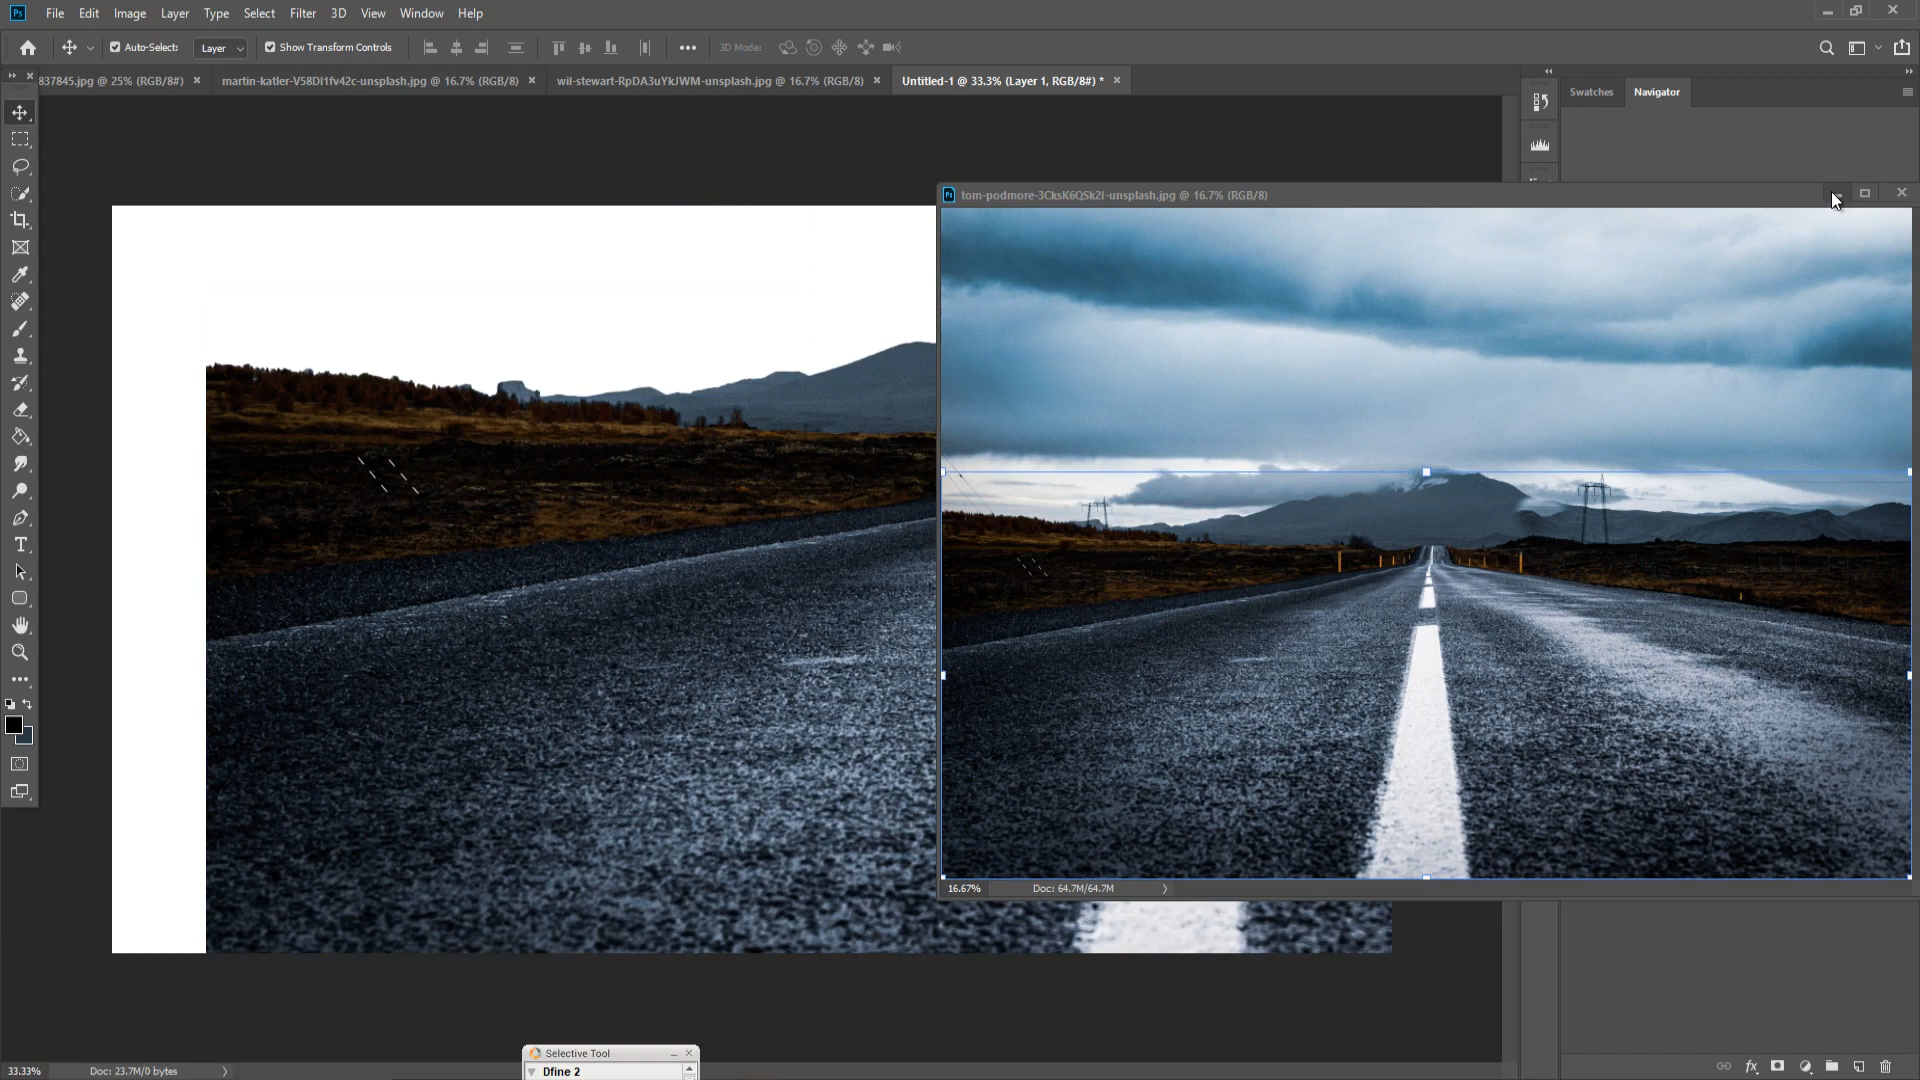 Ps File Edit Image Layer Type Select Filter 3D View Window Help
Auto-Select: Layer Show Transform Controls 3D Mode:
837845.jpg @ 25% (RGB/8#) martin-katler-V58DI1fv42c-unsplash.jpg @ 16.7% (RGB/8) wil-stewart-RpDA3uYkJWM-unsplash.jpg @ 16.7% (RGB/8) Untitled-1 @ 33.3% (Layer 1, RGB/8#) *
Swatches Navigator
Ps tom-podmore-3CksK6QSk2I-unsplash.jpg @ 16.7% (RGB/8)
16.67% Doc: 64.7M/64.7M
Selective Tool
Dfine 2
33.33% Doc: 23.7M/0 bytes
fx